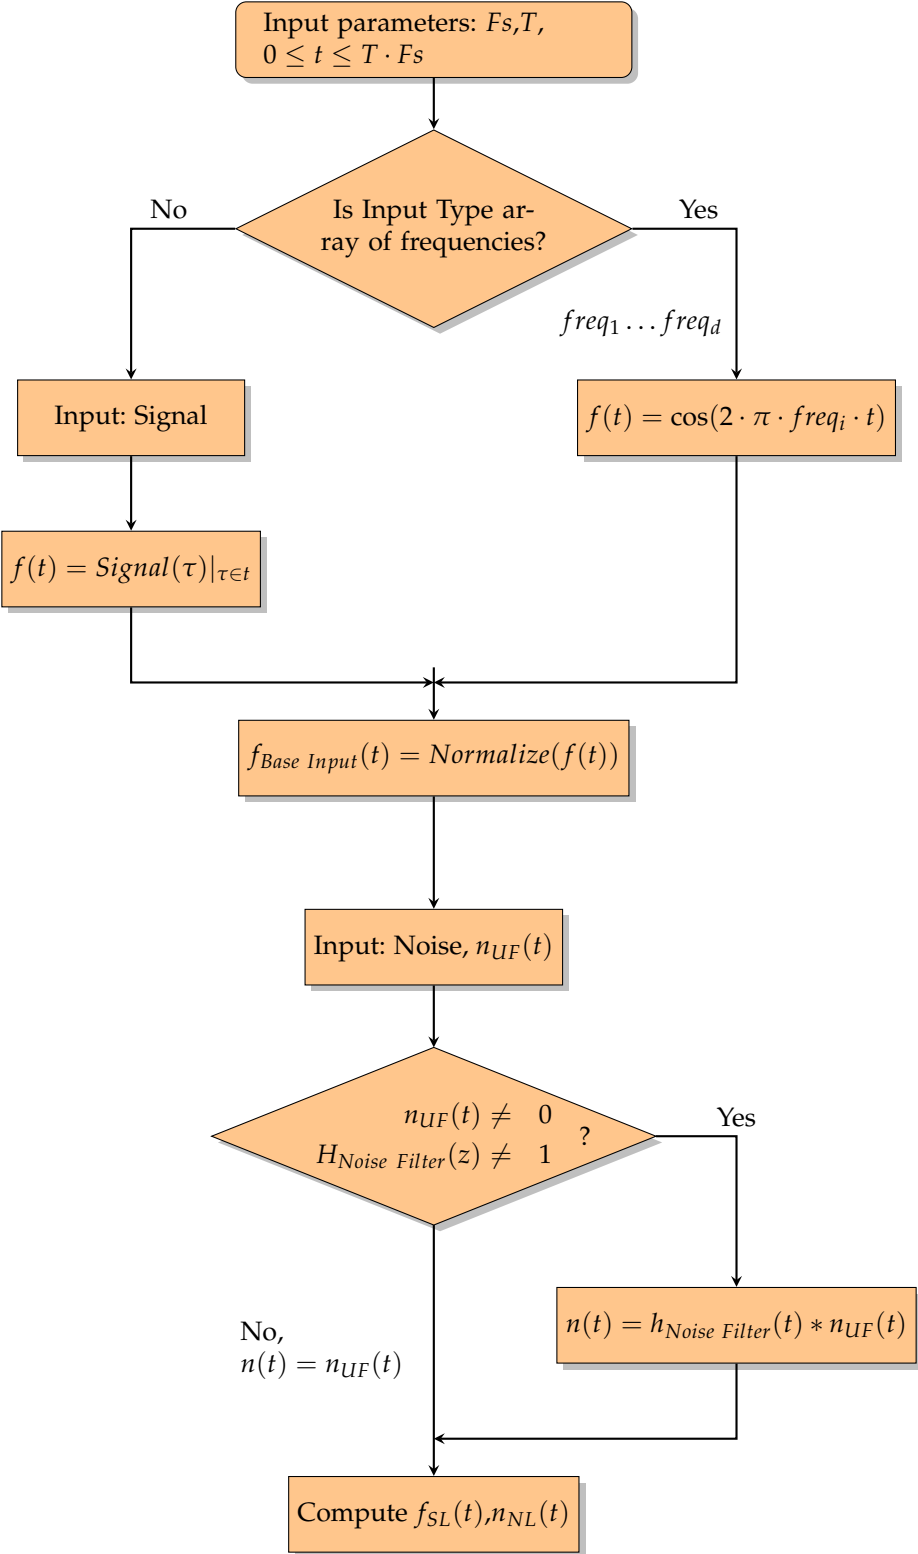 Input parameters: Fs,T,
0 ≤ t ≤ T · Fs
Is Input Type ar-
ray of frequencies?
No
Yes
freq₁ … freq_d
Input: Signal
f(t) = cos(2 · π · freq_i · t)
f(t) = Signal(τ)|_{τ∈t}
f_{Base Input}(t) = Normalize(f(t))
Input: Noise, n_{UF}(t)
n_{UF}(t) ≠ 0
H_{Noise Filter}(z) ≠ 1
?
Yes
n(t) = h_{Noise Filter}(t) ∗ n_{UF}(t)
No,
n(t) = n_{UF}(t)
Compute f_{SL}(t),n_{NL}(t)